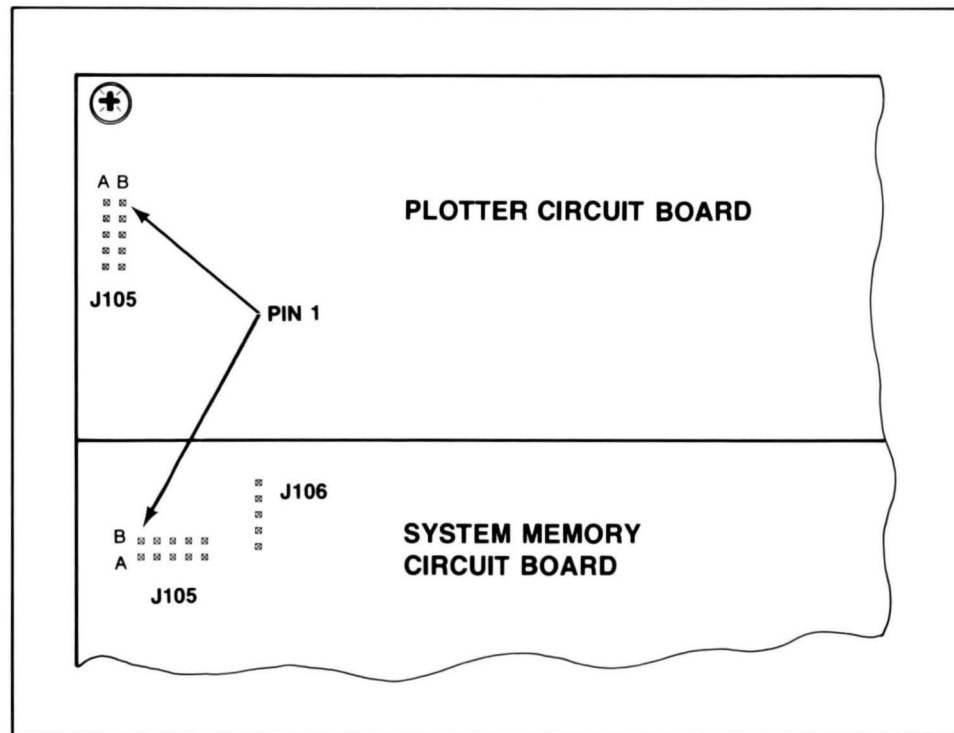 A B
PLOTTER CIRCUIT BOARD
J105
PIN 1
J106
B
A
SYSTEM MEMORY
CIRCUIT BOARD
J105